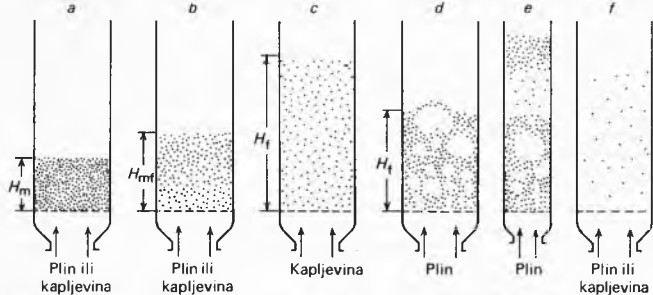 a b c d e f
H_m H_mf H_f H_f
Plin ili kapljevina
Plin ili kapljevina
Kapljevina
Plin
Plin
Plin ili kapljevina